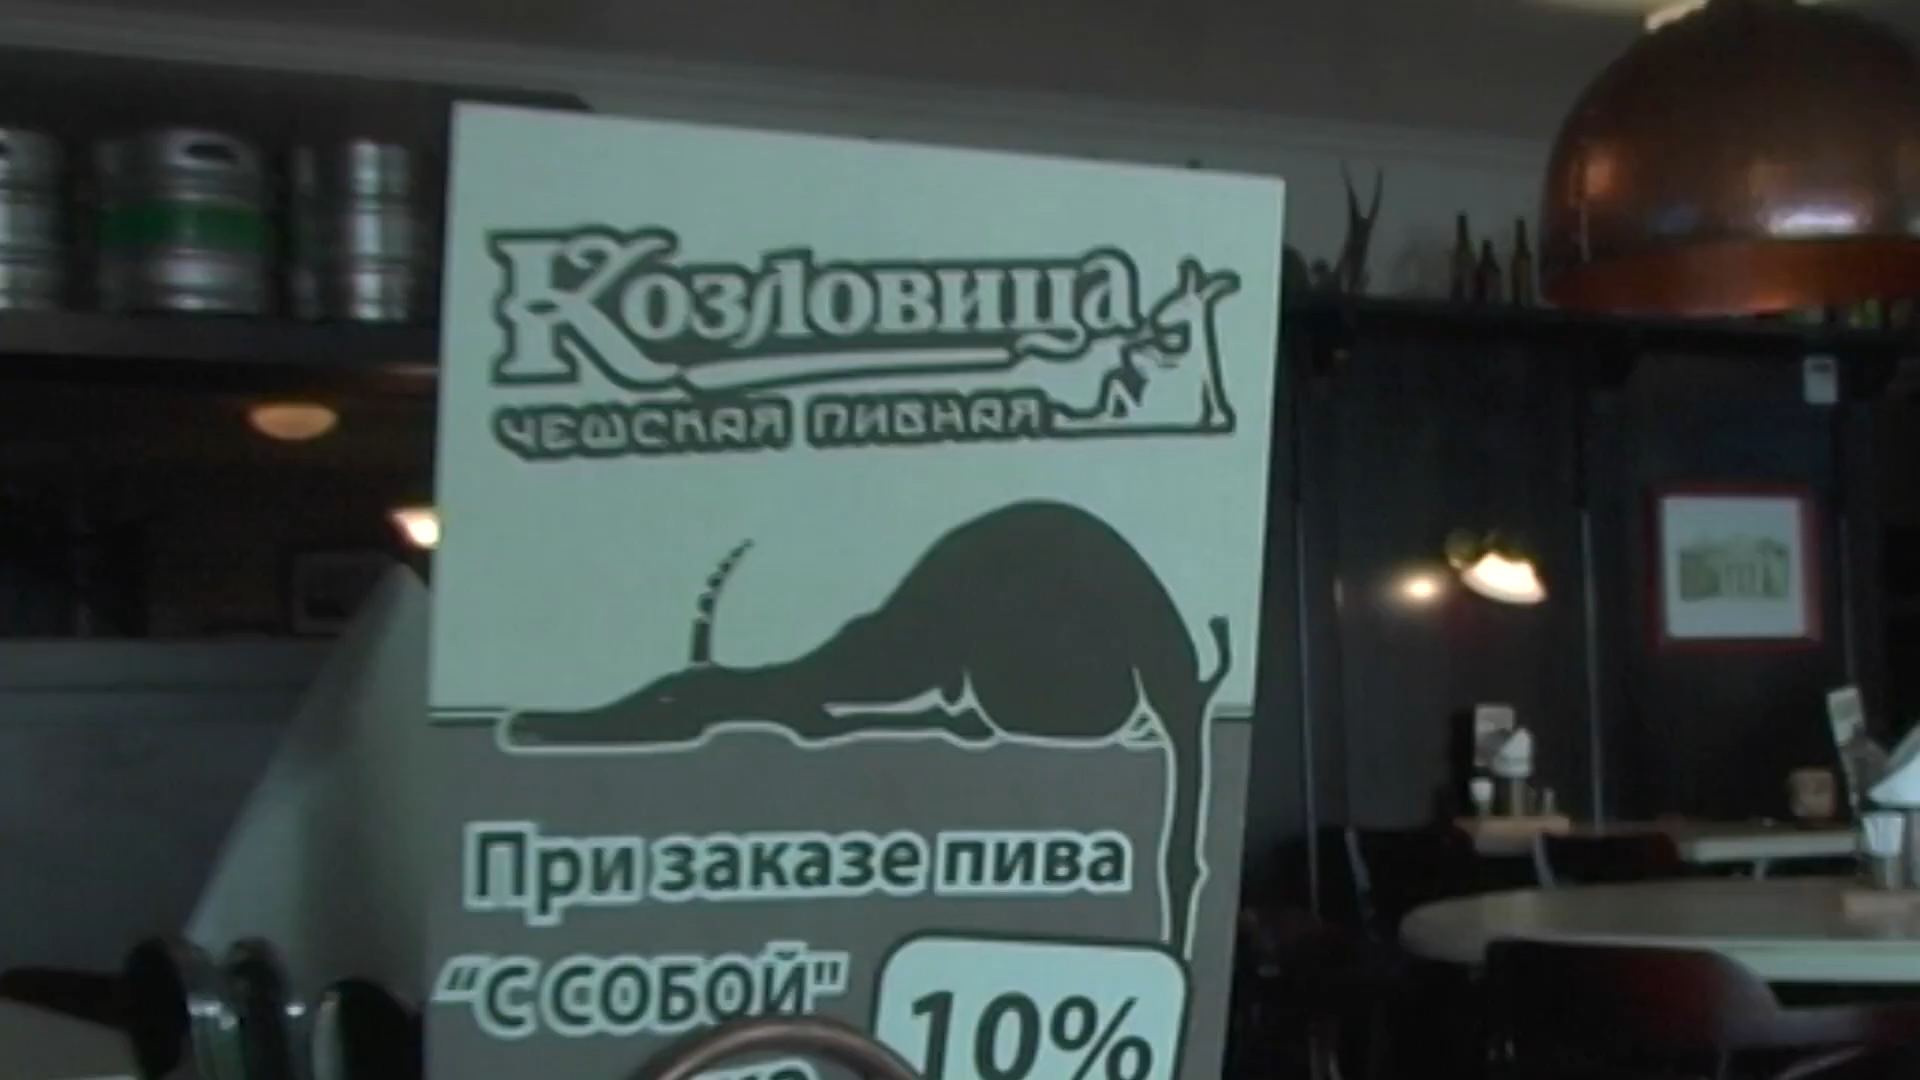 Козловица
ЧЕШСКАЯ ПИВНАЯ
При заказе пива
"С СОБОЙ"
10%